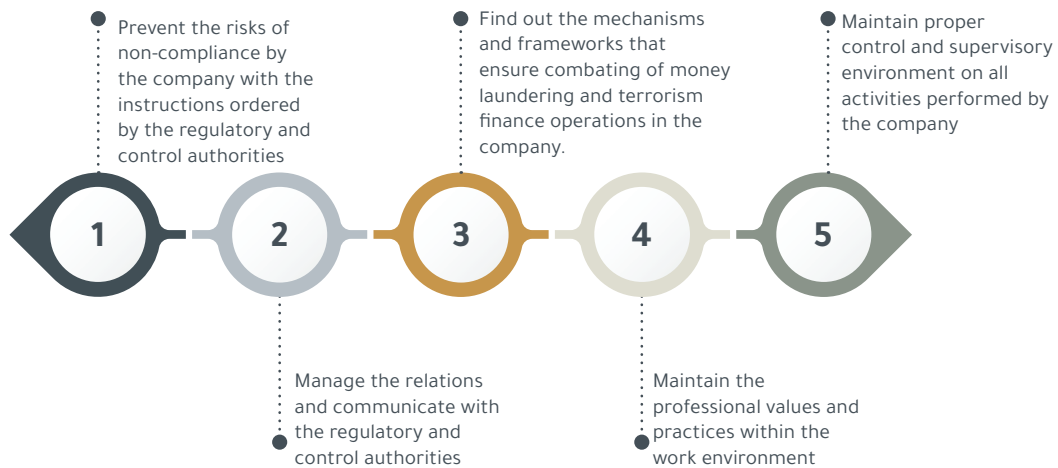 1
Prevent the risks of
non-compliance by
the company with the
instructions ordered
by the regulatory and
control authorities
2
Manage the relations
and communicate with
the regulatory and
control authorities
3
Find out the mechanisms
and frameworks that
ensure combating of money
laundering and terrorism
finance operations in the
company.
4
Maintain the
professional values and
practices within the
work environment
5
Maintain proper
control and supervisory
environment on all
activities performed by
the company